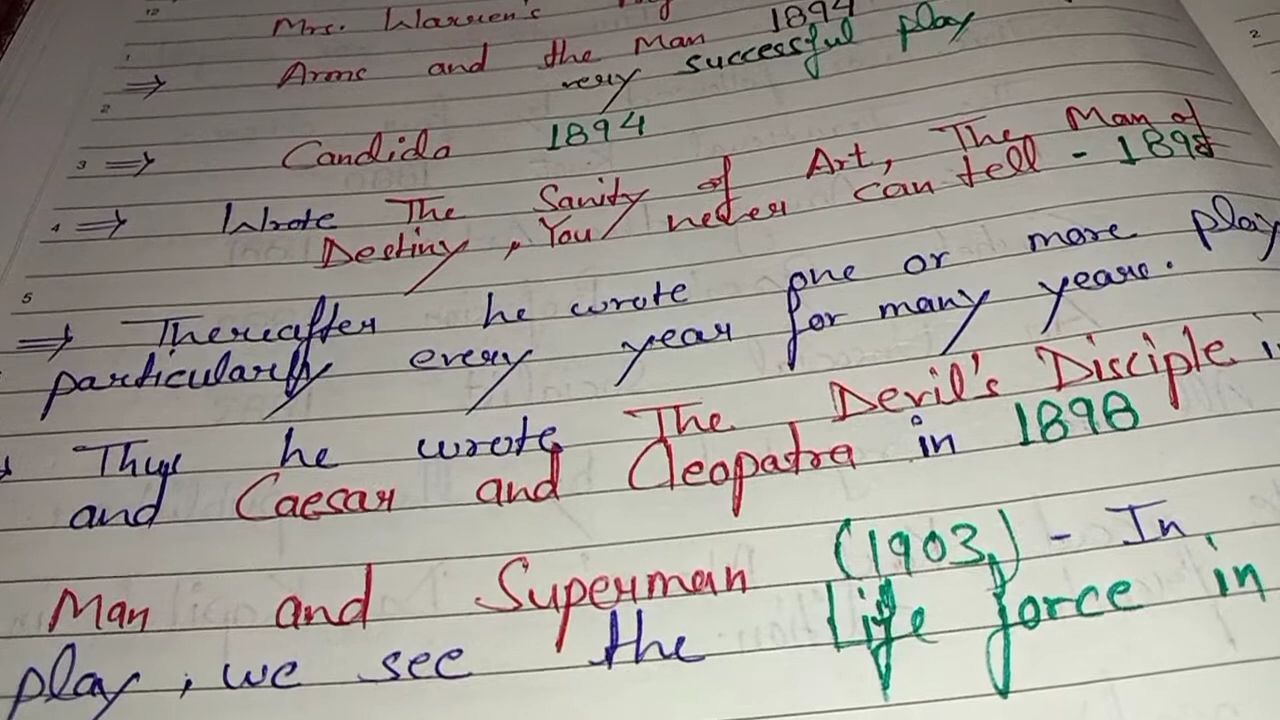 Mrs. Warren's
⇒ Arms and the Man 1894
very successful play
⇒ Candida 1894
⇒ Wrote The Sanity of Art, The Man of
Destiny, You never can tell - 1898
⇒ Thereafter he wrote one or more play
particularly every year for many years.
Thus he wrote The Devil's Disciple
and Caesar and Cleopatra in 1898
Man and Superman (1903) - In
play, we see the Life force in